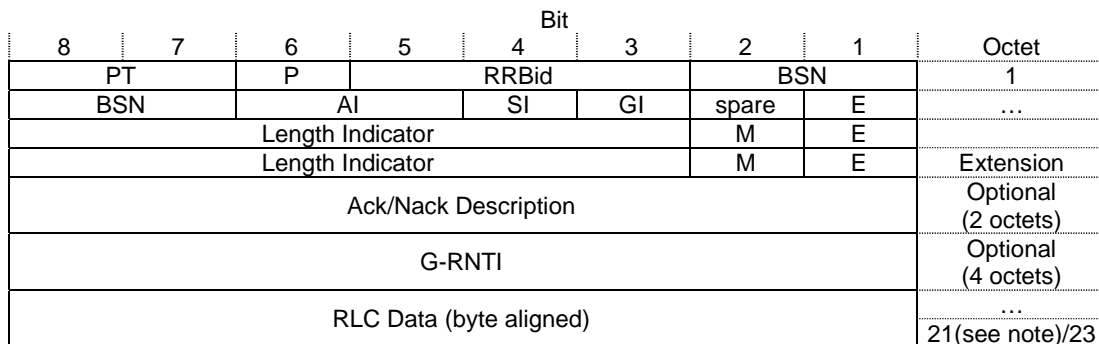 Bit
8 7 6 5 4 3 2 1 Octet
PT P RRBid BSN 1
BSN AI SI GI spare E …
Length Indicator M E
Length Indicator M E Extension
Ack/Nack Description Optional
(2 octets)
G-RNTI Optional
(4 octets)
RLC Data (byte aligned) …
21(see note)/23